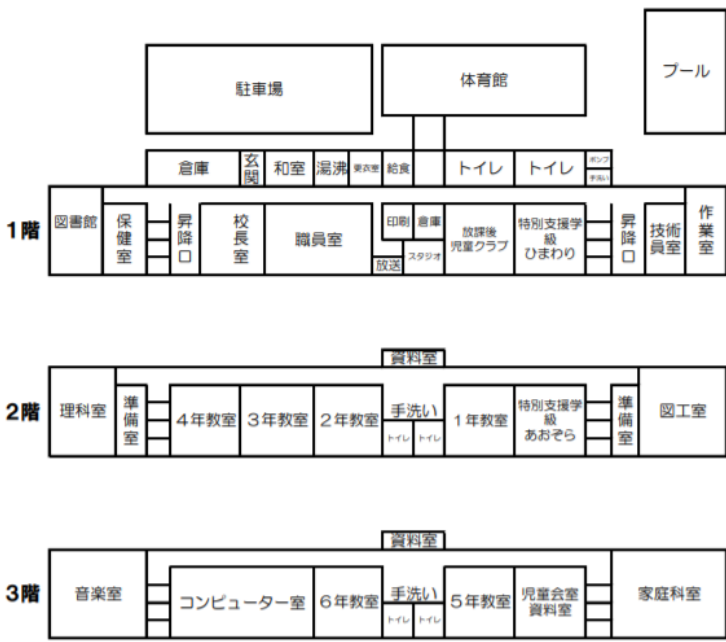 駐車場
体育館
プール
倉庫
玄関
和室
湯沸
更衣室
給食
トイレ
トイレ
ポンプ
手洗い
1階
図書館
保健室
昇降口
校長室
職員室
印刷
倉庫
放送
スタジオ
放課後
児童クラブ
特別支援学
級
ひまわり
昇降口
技術
員室
作業室
資料室
2階
理科室
準備室
4年教室
3年教室
2年教室
手洗い
トイレ
トイレ
1年教室
特別支援学
級
あおぞら
準備室
図工室
資料室
3階
音楽室
コンピューター室
6年教室
手洗い
トイレ
トイレ
5年教室
児童会室
資料室
家庭科室